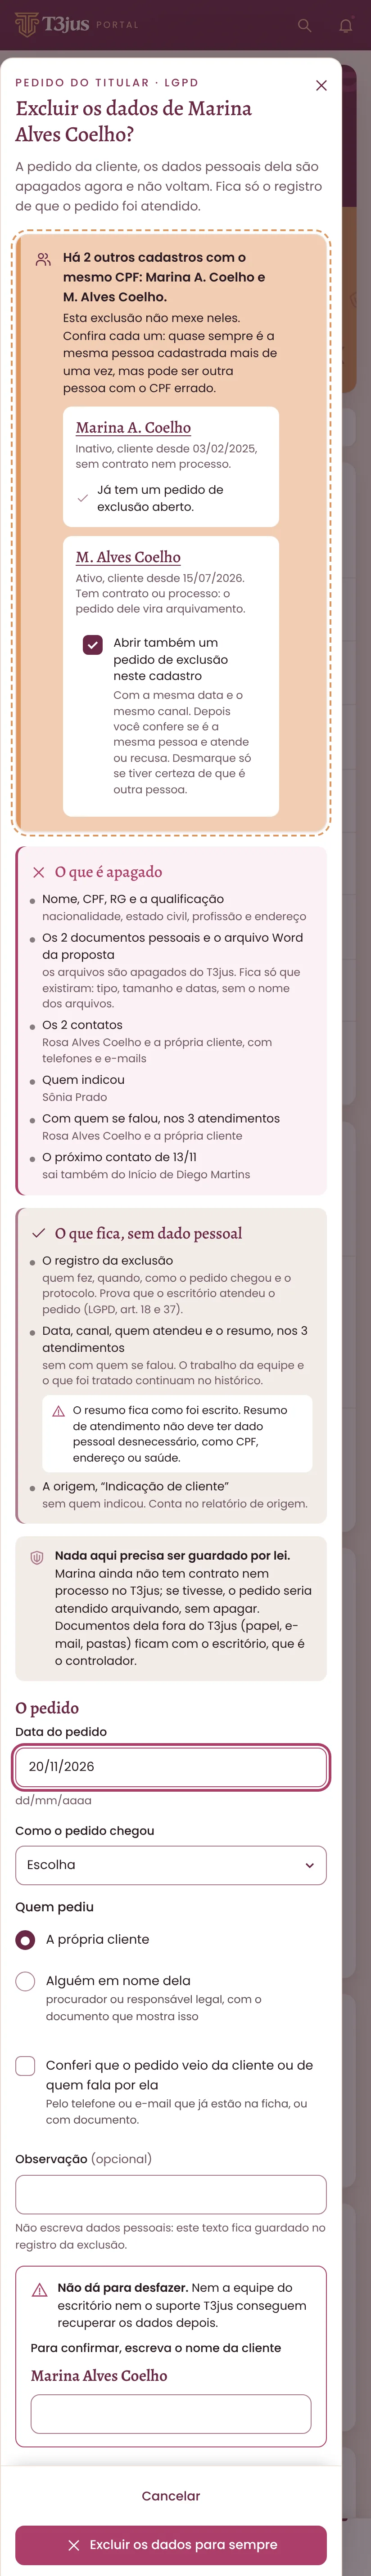 T3jus PORTAL
PEDIDO DO TITULAR · LGPD
Excluir os dados de Marina
Alves Coelho?
A pedido da cliente, os dados pessoais dela são
apagados agora e não voltam. Fica só o registro
de que o pedido foi atendido.
Há 2 outros cadastros com o
mesmo CPF: Marina A. Coelho e
M. Alves Coelho.
Esta exclusão não mexe neles.
Confira cada um: quase sempre é a
mesma pessoa cadastrada mais de
uma vez, mas pode ser outra
pessoa com o CPF errado.
Marina A. Coelho
Inativo, cliente desde 03/02/2025,
sem contrato nem processo.
Já tem um pedido de
exclusão aberto.
M. Alves Coelho
Ativo, cliente desde 15/07/2026.
Tem contrato ou processo: o
pedido dele vira arquivamento.
Abrir também um
pedido de exclusão
neste cadastro
Com a mesma data e o
mesmo canal. Depois
você confere se é a
mesma pessoa e atende
ou recusa. Desmarque só
se tiver certeza de que é
outra pessoa.
O que é apagado
Nome, CPF, RG e a qualificação
nacionalidade, estado civil, profissão e endereço
Os 2 documentos pessoais e o arquivo Word
da proposta
os arquivos são apagados do T3jus. Fica só que
existiram: tipo, tamanho e datas, sem o nome
dos arquivos.
Os 2 contatos
Rosa Alves Coelho e a própria cliente, com
telefones e e-mails
Quem indicou
Sônia Prado
Com quem se falou, nos 3 atendimentos
Rosa Alves Coelho e a própria cliente
O próximo contato de 13/11
sai também do Início de Diego Martins
O que fica, sem dado pessoal
O registro da exclusão
quem fez, quando, como o pedido chegou e o
protocolo. Prova que o escritório atendeu o
pedido (LGPD, art. 18 e 37).
Data, canal, quem atendeu e o resumo, nos 3
atendimentos
sem com quem se falou. O trabalho da equipe e
o que foi tratado continuam no histórico.
O resumo fica como foi escrito. Resumo
de atendimento não deve ter dado
pessoal desnecessário, como CPF,
endereço ou saúde.
A origem, “Indicação de cliente”
sem quem indicou. Conta no relatório de origem.
Nada aqui precisa ser guardado por lei.
Marina ainda não tem contrato nem
processo no T3jus; se tivesse, o pedido seria
atendido arquivando, sem apagar.
Documentos dela fora do T3jus (papel, e-
mail, pastas) ficam com o escritório, que é
o controlador.
O pedido
Data do pedido
20/11/2026
dd/mm/aaaa
Como o pedido chegou
Escolha
Quem pediu
A própria cliente
Alguém em nome dela
procurador ou responsável legal, com o
documento que mostra isso
Conferi que o pedido veio da cliente ou de
quem fala por ela
Pelo telefone ou e-mail que já estão na ficha, ou
com documento.
Observação (opcional)
Não escreva dados pessoais: este texto fica guardado no
registro da exclusão.
Não dá para desfazer. Nem a equipe do
escritório nem o suporte T3jus conseguem
recuperar os dados depois.
Para confirmar, escreva o nome da cliente
Marina Alves Coelho
Cancelar
Excluir os dados para sempre